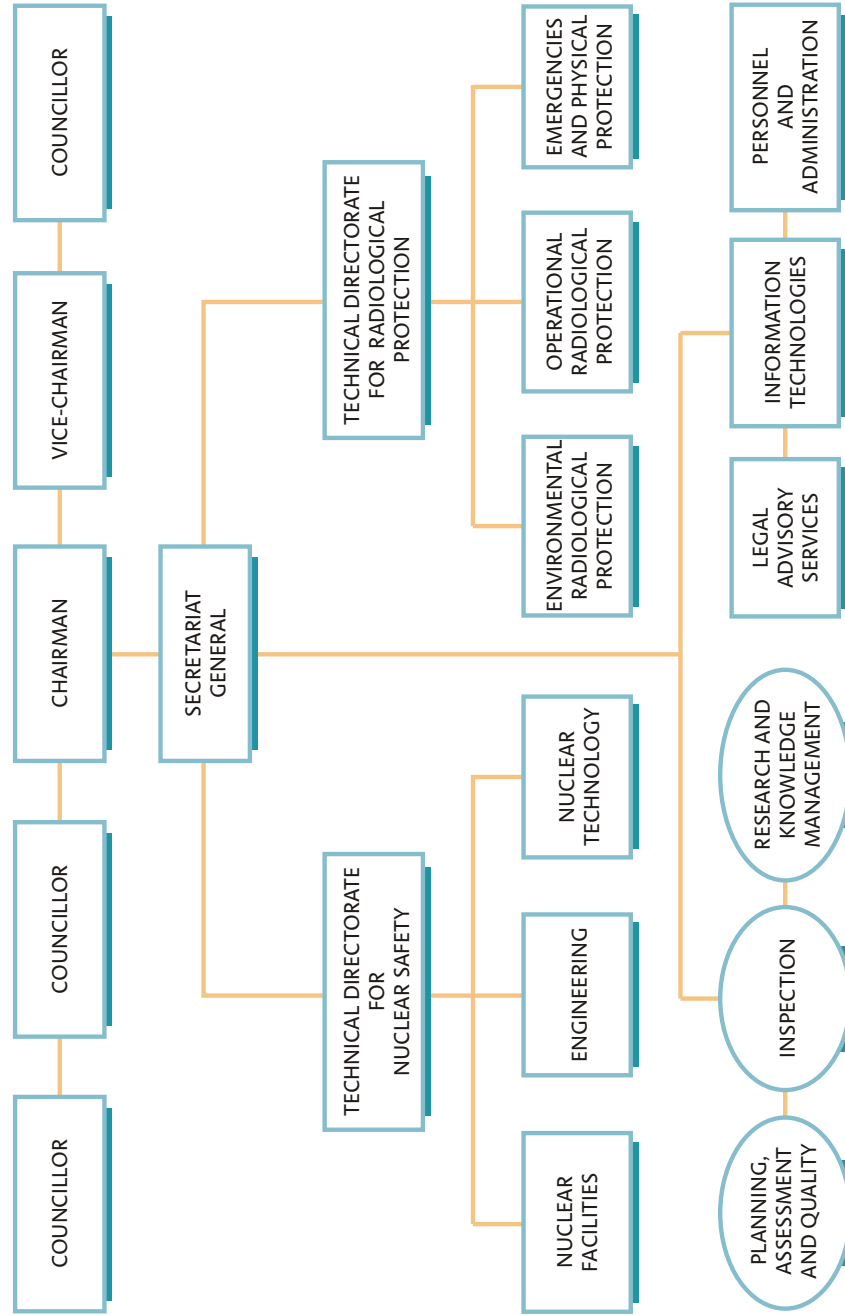 COUNCILLOR
COUNCILLOR
CHAIRMAN
VICE-CHAIRMAN
COUNCILLOR
SECRETARIAT
GENERAL
TECHNICAL DIRECTORATE
FOR
NUCLEAR SAFETY
TECHNICAL DIRECTORATE
FOR RADIOLOGICAL
PROTECTION
NUCLEAR
FACILITIES
ENGINEERING
NUCLEAR
TECHNOLOGY
ENVIRONMENTAL
RADIOLOGICAL
PROTECTION
OPERATIONAL
RADIOLOGICAL
PROTECTION
EMERGENCIES
AND PHYSICAL
PROTECTION
PLANNING,
ASSESSMENT
AND QUALITY
INSPECTION
RESEARCH AND
KNOWLEDGE
MANAGEMENT
LEGAL
ADVISORY
SERVICES
INFORMATION
TECHNOLOGIES
PERSONNEL
AND
ADMINISTRATION